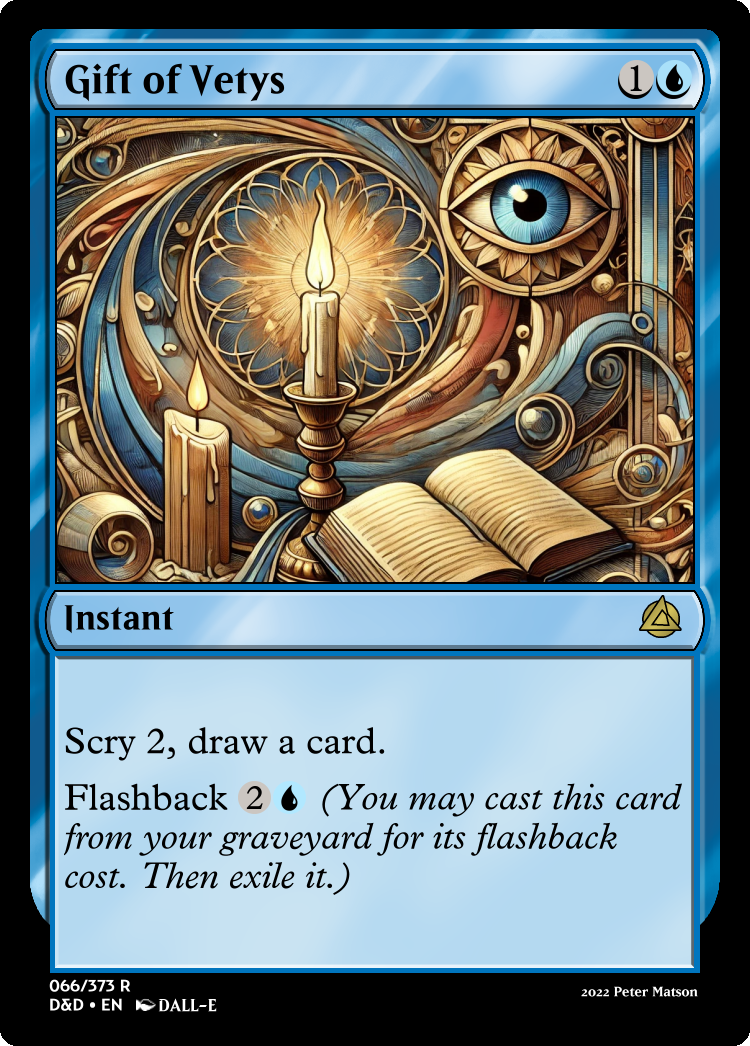 Gift of Vetys 1
Instant
Scry 2, draw a card.
Flashback 2 (You may cast this card
from your graveyard for its flashback
cost. Then exile it.)
066/373 R
D&D • EN DALL-E
2022 Peter Matson